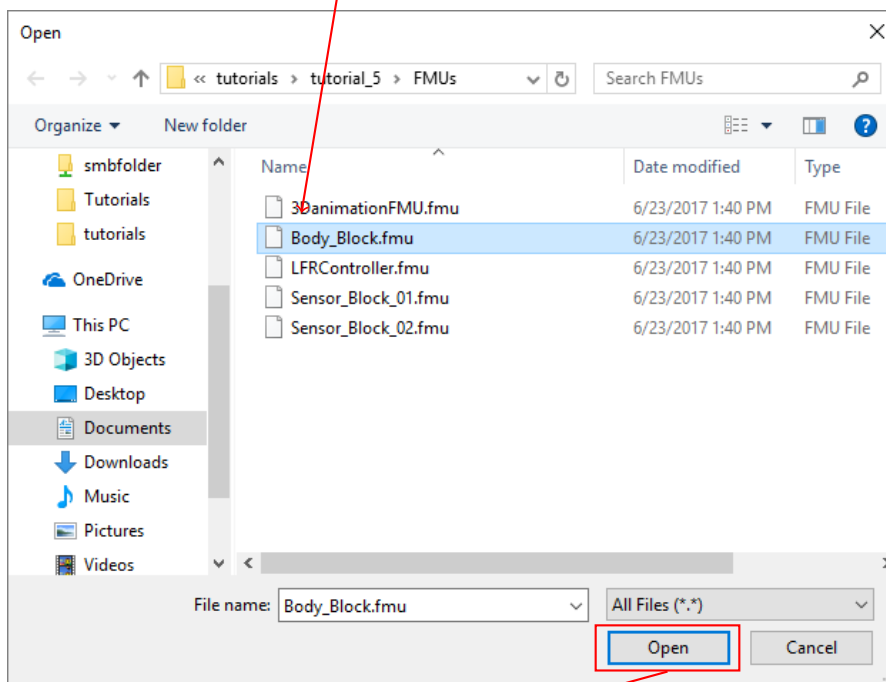 Open
« tutorials > tutorial_5 > FMUs
Search FMUs
Organize
New folder
?
smbfolder
Tutorials
tutorials
OneDrive
This PC
3D Objects
Desktop
Documents
Downloads
Music
Pictures
Videos
Name Date modified Type
3DanimationFMU.fmu 6/23/2017 1:40 PM FMU File
Body_Block.fmu 6/23/2017 1:40 PM FMU File
LFRController.fmu 6/23/2017 1:40 PM FMU File
Sensor_Block_01.fmu 6/23/2017 1:40 PM FMU File
Sensor_Block_02.fmu 6/23/2017 1:40 PM FMU File
File name: Body_Block.fmu
All Files (*.*)
Open
Cancel